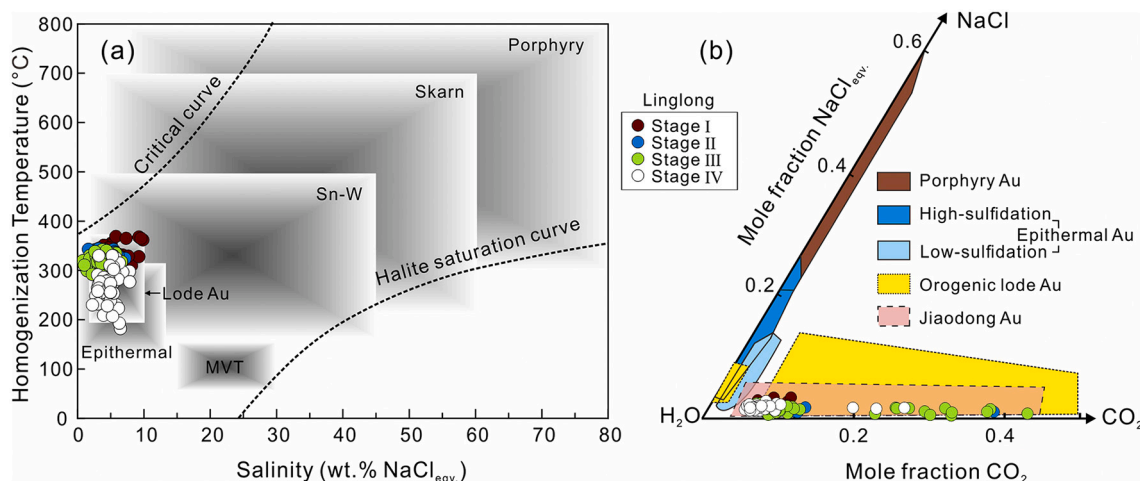 (a)
Homogenization Temperature (°C)
800
700
600
500
400
300
200
100
0
0
10
20
30
40
50
60
70
80
Salinity (wt.% NaCl_eqv.)
Critical curve
Porphyry
Skarn
Sn-W
Halite saturation curve
Lode Au
Epithermal
MVT
(b)
Linglong
Stage I
Stage II
Stage III
Stage IV
NaCl
0.6
0.4
0.2
Mole fraction NaCl_eqv.
Porphyry Au
High-sulfidation
Epithermal Au
Low-sulfidation
Orogenic lode Au
Jiaodong Au
H₂O
0.2
0.4
CO₂
Mole fraction CO₂